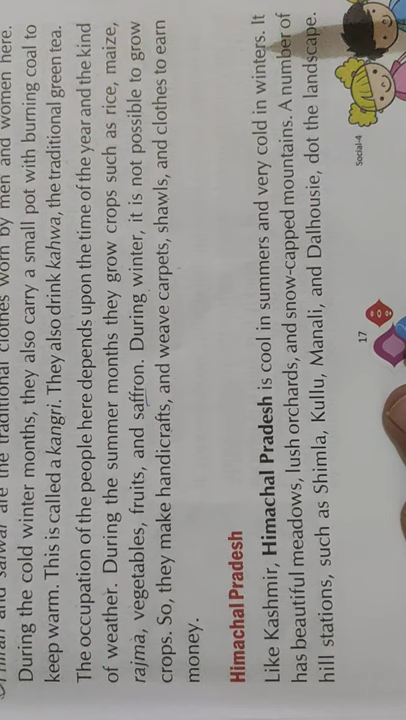 and salwar are the traditional clothes worn by men and women here.
During the cold winter months, they also carry a small pot with burning coal to
keep warm. This is called a kangri. They also drink kahwa, the traditional green tea.
The occupation of the people here depends upon the time of the year and the kind
of weather. During the summer months they grow crops such as rice, maize,
rajma, vegetables, fruits, and saffron. During winter, it is not possible to grow
crops. So, they make handicrafts, and weave carpets, shawls, and clothes to earn
money.
Himachal Pradesh
Like Kashmir, Himachal Pradesh is cool in summers and very cold in winters. It
has beautiful meadows, lush orchards, and snow-capped mountains. A number of
hill stations, such as Shimla, Kullu, Manali, and Dalhousie, dot the landscape.
17
Social-4